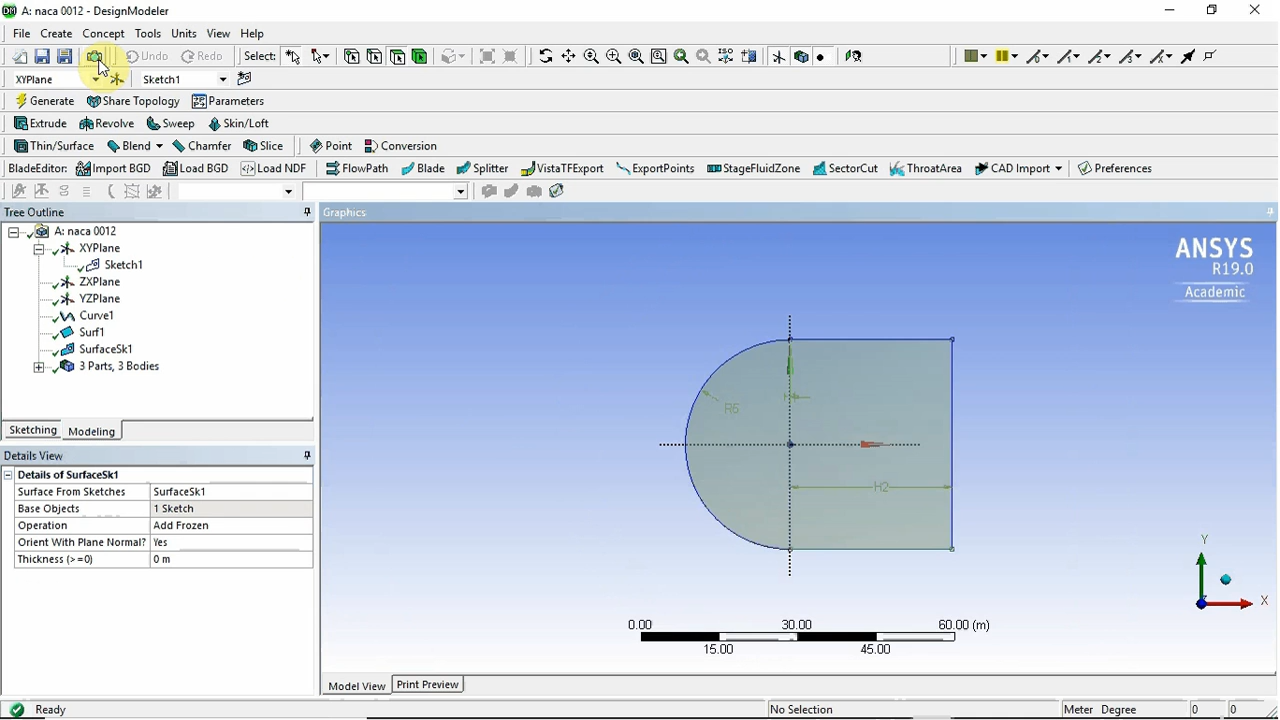 A: naca 0012 - DesignModeler
File Create Concept Tools Units View Help
Undo Redo Select:
XYPlane Sketch1
Generate Share Topology Parameters
Extrude Revolve Sweep Skin/Loft
Thin/Surface Blend Chamfer Slice Point Conversion
BladeEditor: Import BGD Load BGD Load NDF FlowPath Blade Splitter VistaTFExport ExportPoints StageFluidZone SectorCut ThroatArea CAD Import Preferences
Tree Outline
A: naca 0012
XYPlane
Sketch1
ZXPlane
YZPlane
Curve1
Surf1
SurfaceSk1
3 Parts, 3 Bodies
Sketching Modeling
Details View
Details of SurfaceSk1
Surface From Sketches SurfaceSk1
Base Objects 1 Sketch
Operation Add Frozen
Orient With Plane Normal? Yes
Thickness (>=0) 0 m
Graphics
ANSYS
R19.0
Academic
H2
Y
X
0.00 30.00 60.00 (m)
15.00 45.00
Model View Print Preview
Ready No Selection Meter Degree 0 0